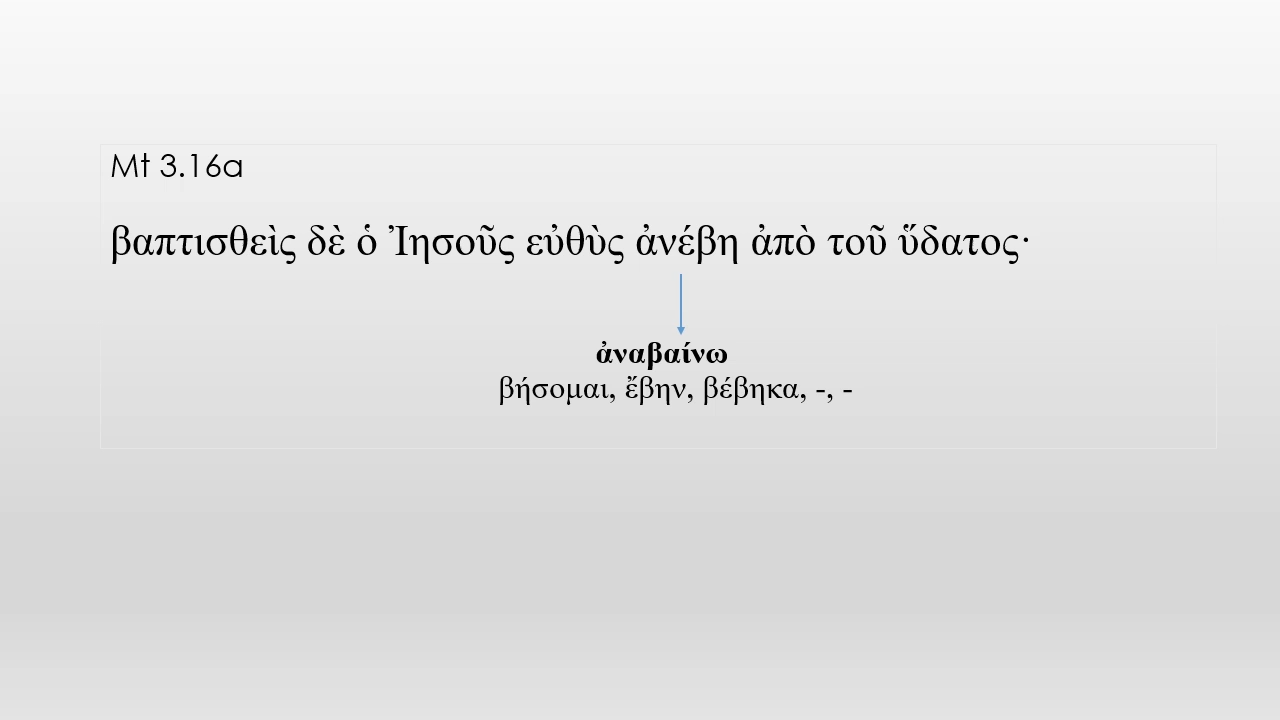 Mt 3.16a
βαπτισθεὶς δὲ ὁ Ἰησοῦς εὐθὺς ἀνέβη ἀπὸ τοῦ ὕδατος·
ἀναβαίνω
βήσομαι, ἔβην, βέβηκα, -, -